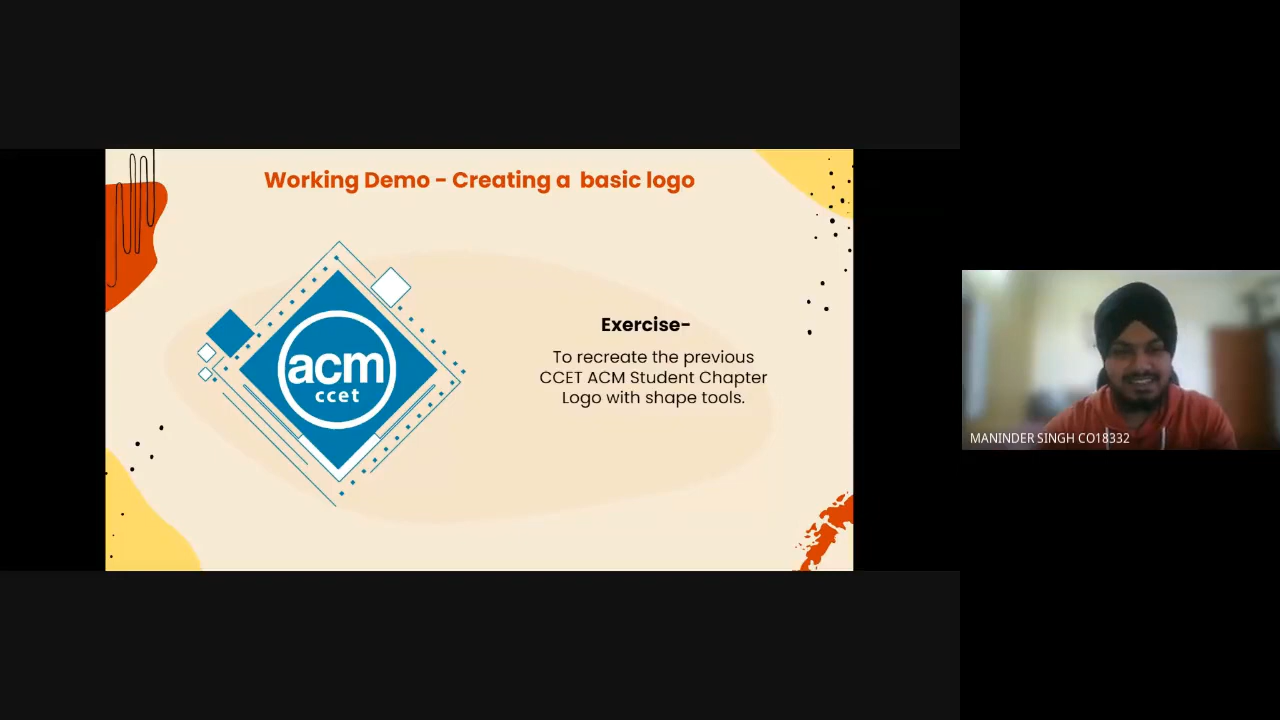 Working Demo - Creating a basic logo
acm
ccet
Exercise-
To recreate the previous
CCET ACM Student Chapter
Logo with shape tools.
MANINDER SINGH CO18332